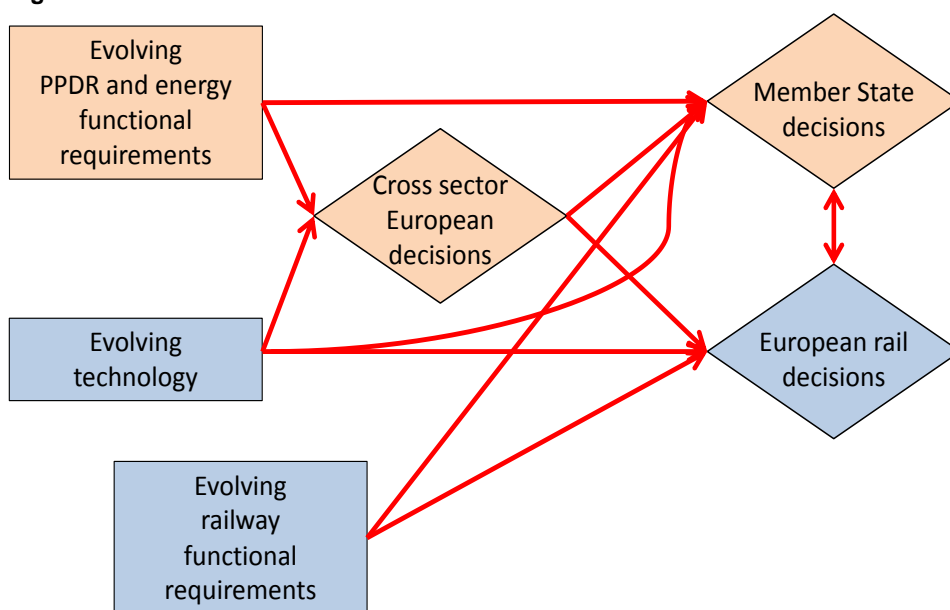 Evolving
PPDR and energy
functional
requirements
Member State
decisions
Cross sector
European
decisions
Evolving
technology
European rail
decisions
Evolving
railway
functional
requirements